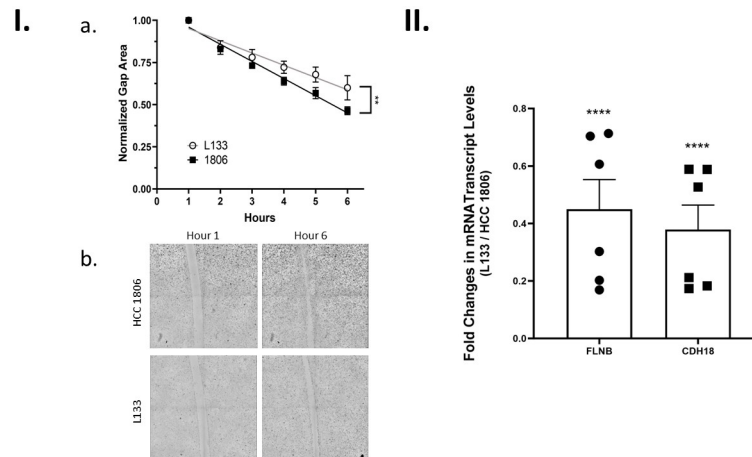 I.
a.
Normalized Gap Area
1.00
0.75
0.50
0.25
0.00
L133
1806
**
0 1 2 3 4 5 6
Hours
b.
Hour 1
Hour 6
HCC 1806
L133
II.
Fold Changes in mRNATranscript Levels
(L133 / HCC 1806)
0.8
0.6
0.4
0.2
0.0
****
****
FLNB
CDH18